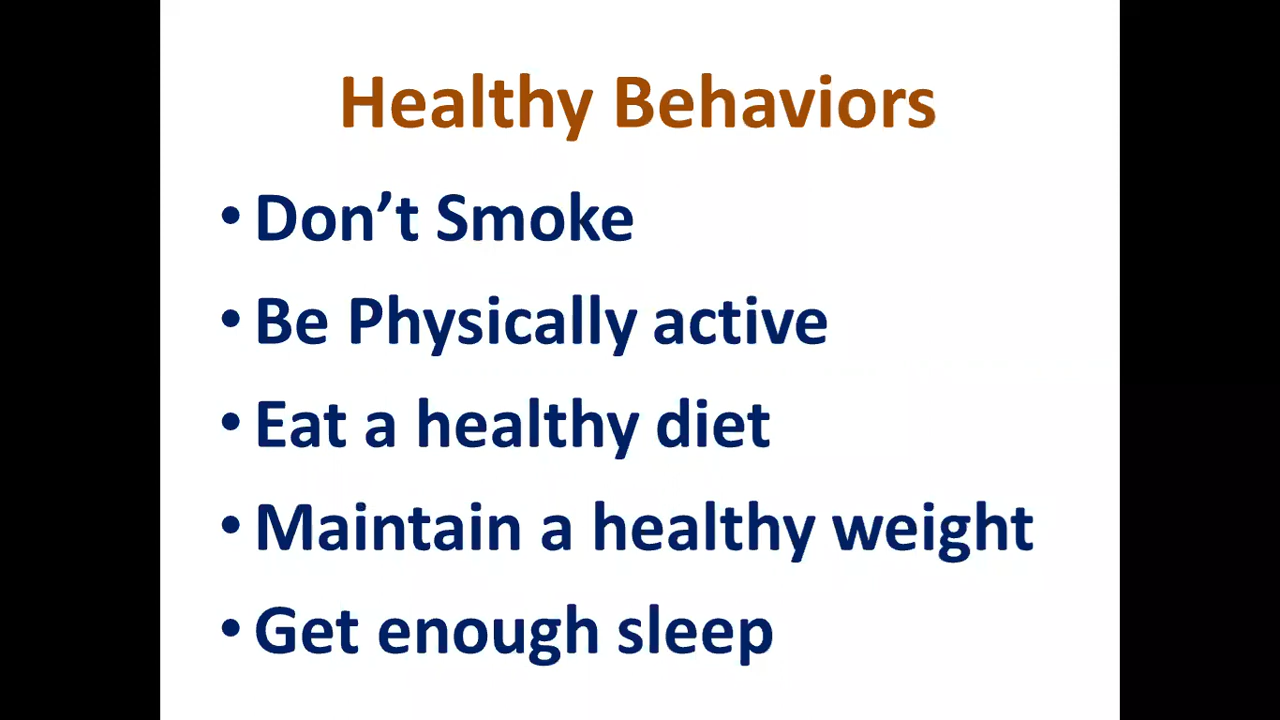 Healthy Behaviors
• Don’t Smoke
• Be Physically active
• Eat a healthy diet
• Maintain a healthy weight
• Get enough sleep